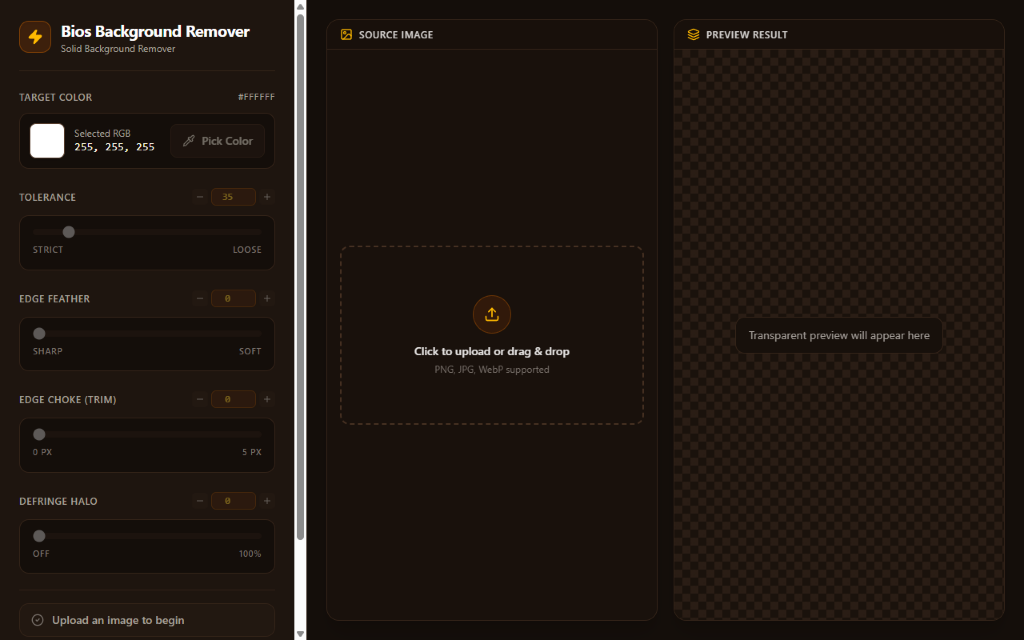 Bios Background Remover
Solid Background Remover
TARGET COLOR
#FFFFFF
Selected RGB
255, 255, 255
Pick Color
TOLERANCE
− 35 +
STRICT
LOOSE
EDGE FEATHER
− 0 +
SHARP
SOFT
EDGE CHOKE (TRIM)
− 0 +
0 PX
5 PX
DEFRINGE HALO
− 0 +
OFF
100%
Upload an image to begin
SOURCE IMAGE
Click to upload or drag & drop
PNG, JPG, WebP supported
PREVIEW RESULT
Transparent preview will appear here